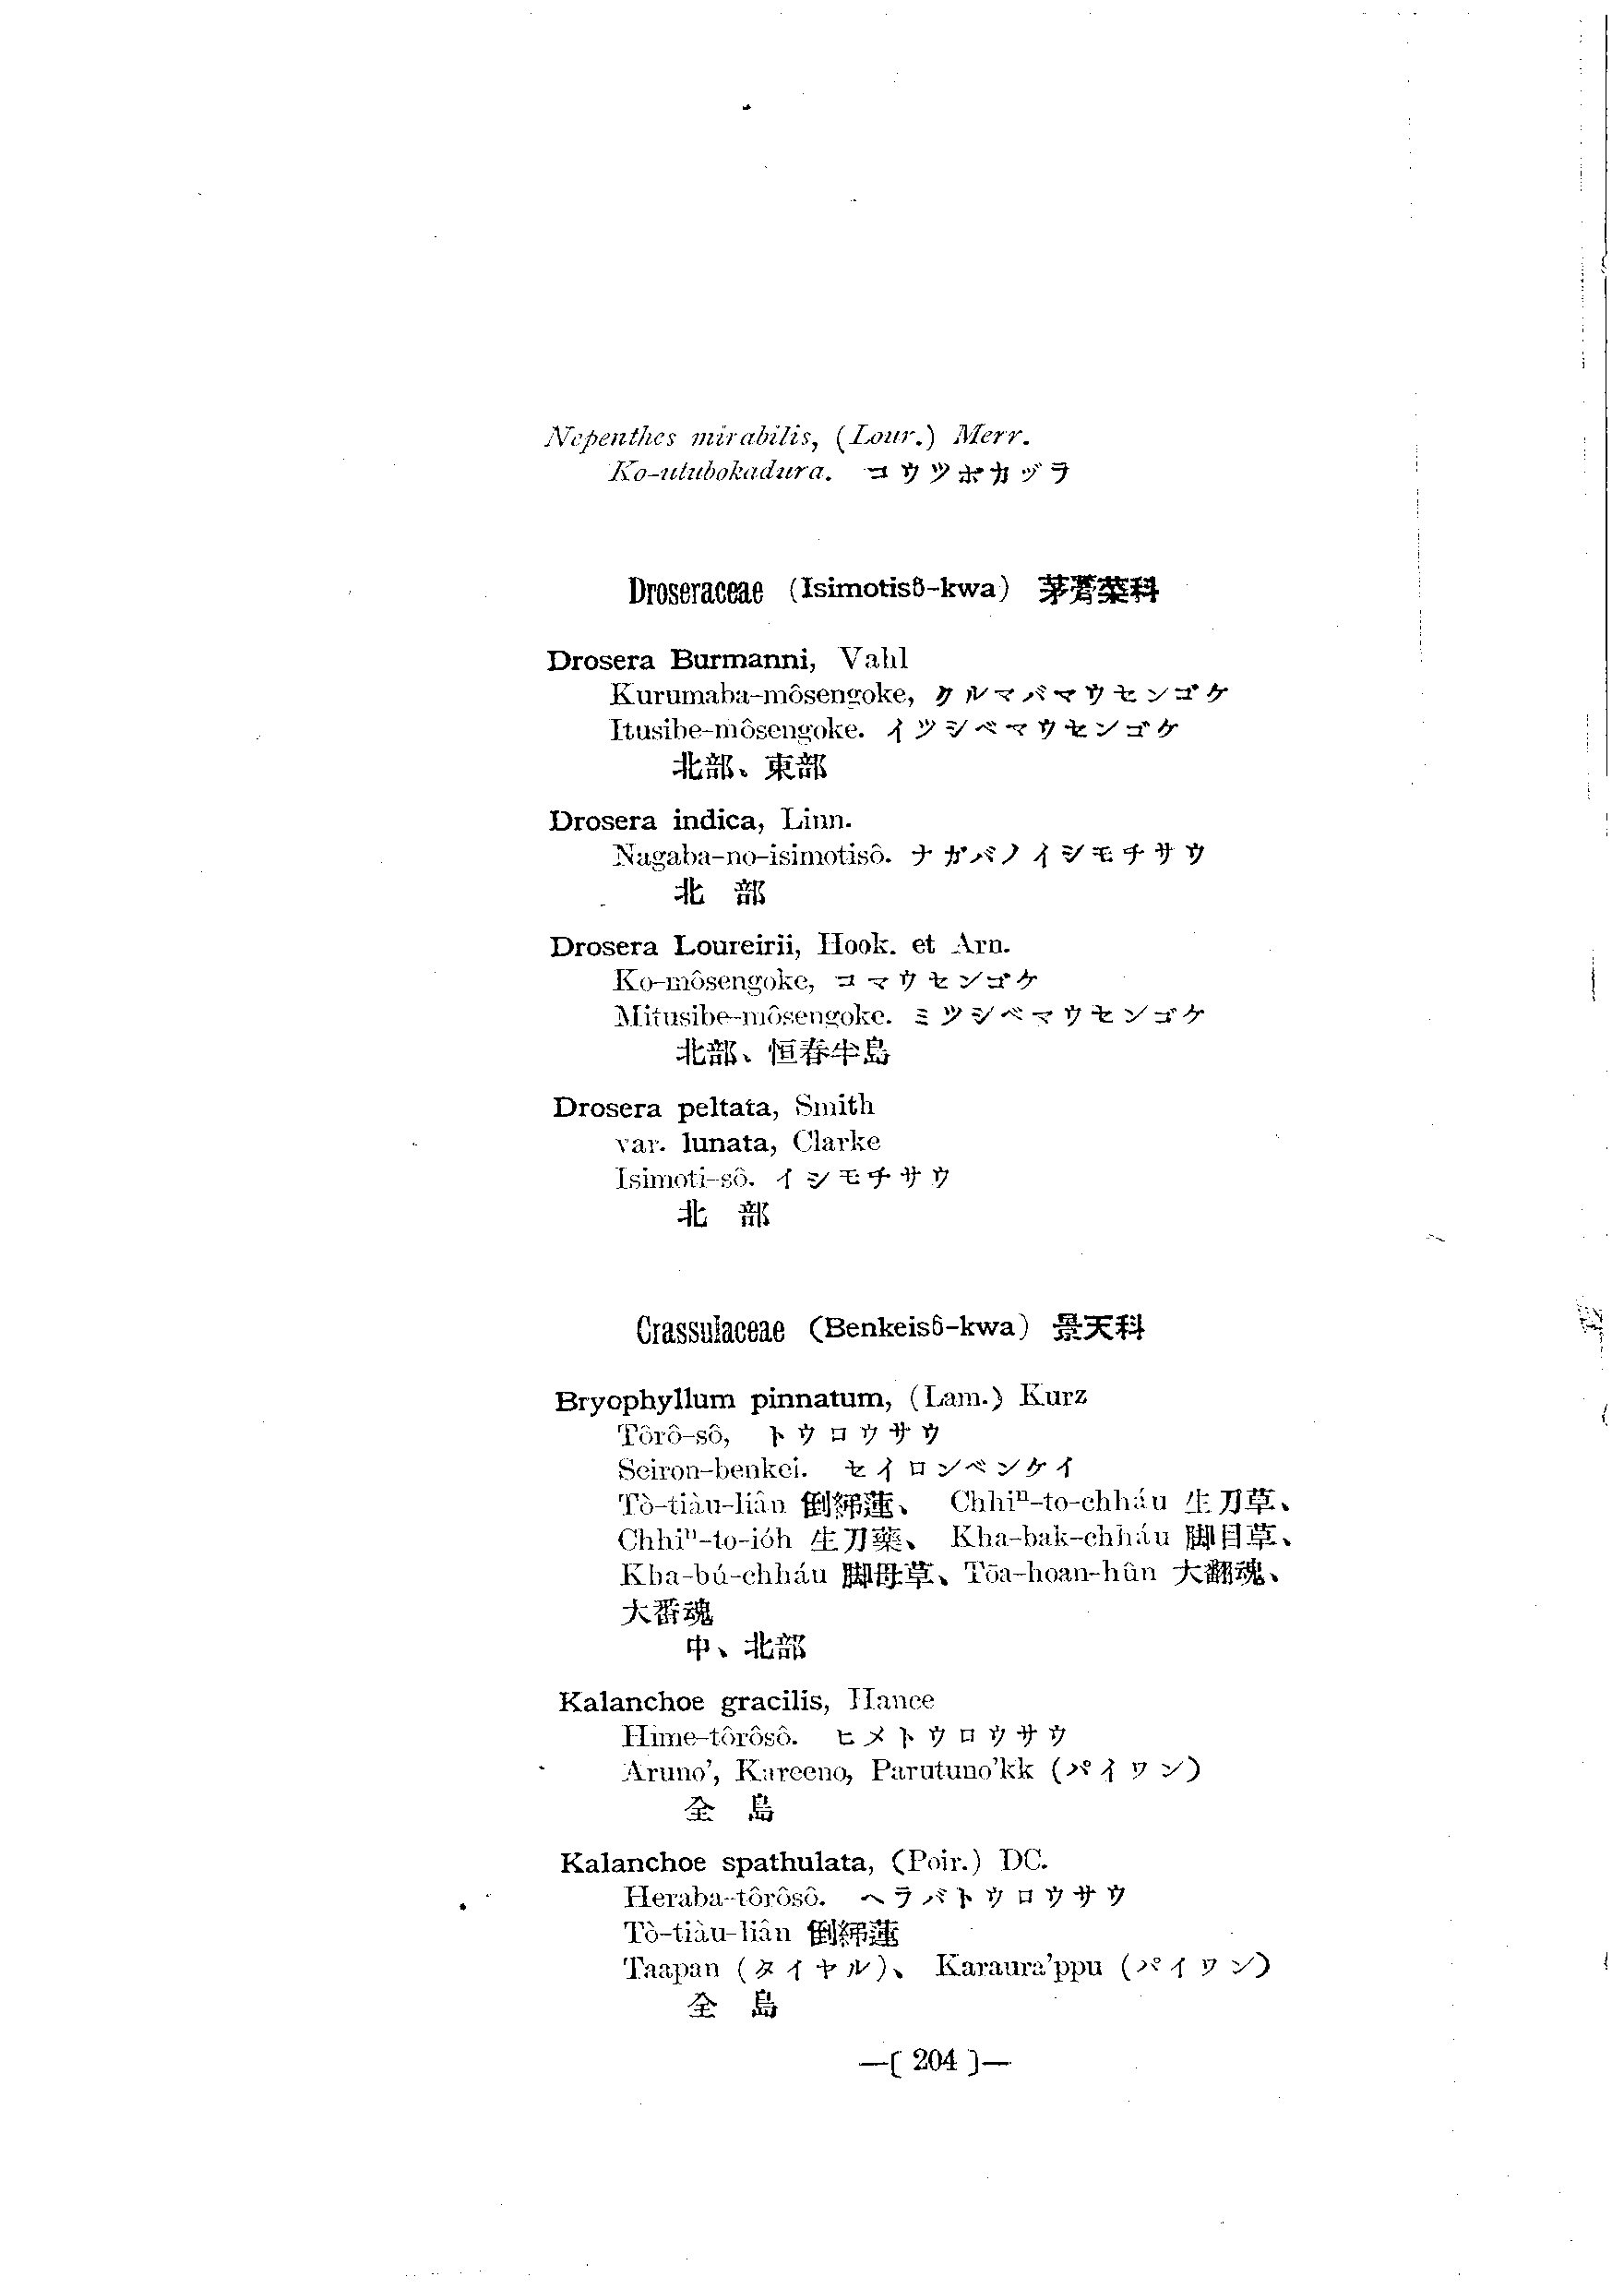 Nepenthes mirabilis, (Lour.) Merr.
Ko-utubokadura. コウツボカヅラ
Droseraceae (Isimotisô-kwa) 茅膏菜科
Drosera Burmanni, Vahl
Kurumaba-môsengoke, クルマバマウセンゴケ
Itusibe-môsengoke. イツシベマウセンゴケ
北部、東部
Drosera indica, Linn.
Nagaba-no-isimotisô. ナガバノイシモチサウ
北 部
Drosera Loureirii, Hook. et Arn.
Ko-môsengoke, コマウセンゴケ
Mitusibe-môsengoke. ミツシベマウセンゴケ
北部、恒春半島
Drosera peltata, Smith
var. lunata, Clarke
Isimoti-sô. イシモチサウ
北 部
Crassulaceae (Benkeisô-kwa) 景天科
Bryophyllum pinnatum, (Lam.) Kurz
Tôrô-sô, トウロウサウ
Seiron-benkei. セイロンベンケイ
Tò-tiàu-liân 倒綈蓮、 Chhiⁿ-to-chháu 生刀草、
Chhiⁿ-to-ióh 生刀藥、 Kha-bak-chháu 脚目草、
Kha-bú-chháu 脚母草、Tōa-hoan-hûn 大翻魂、
大番魂
中、北部
Kalanchoe gracilis, Hance
Hime-tôrôsô. ヒメトウロウサウ
Aruno', Kareeno, Parutuno'kk (パイワン)
全 島
Kalanchoe spathulata, (Poir.) DC.
Heraba-tôrôsô. ヘラバトウロウサウ
Tò-tiàu-liân 倒綈蓮
Taapan (タイヤル)、 Karaura'ppu (パイワン)
全 島
—( 204 )—